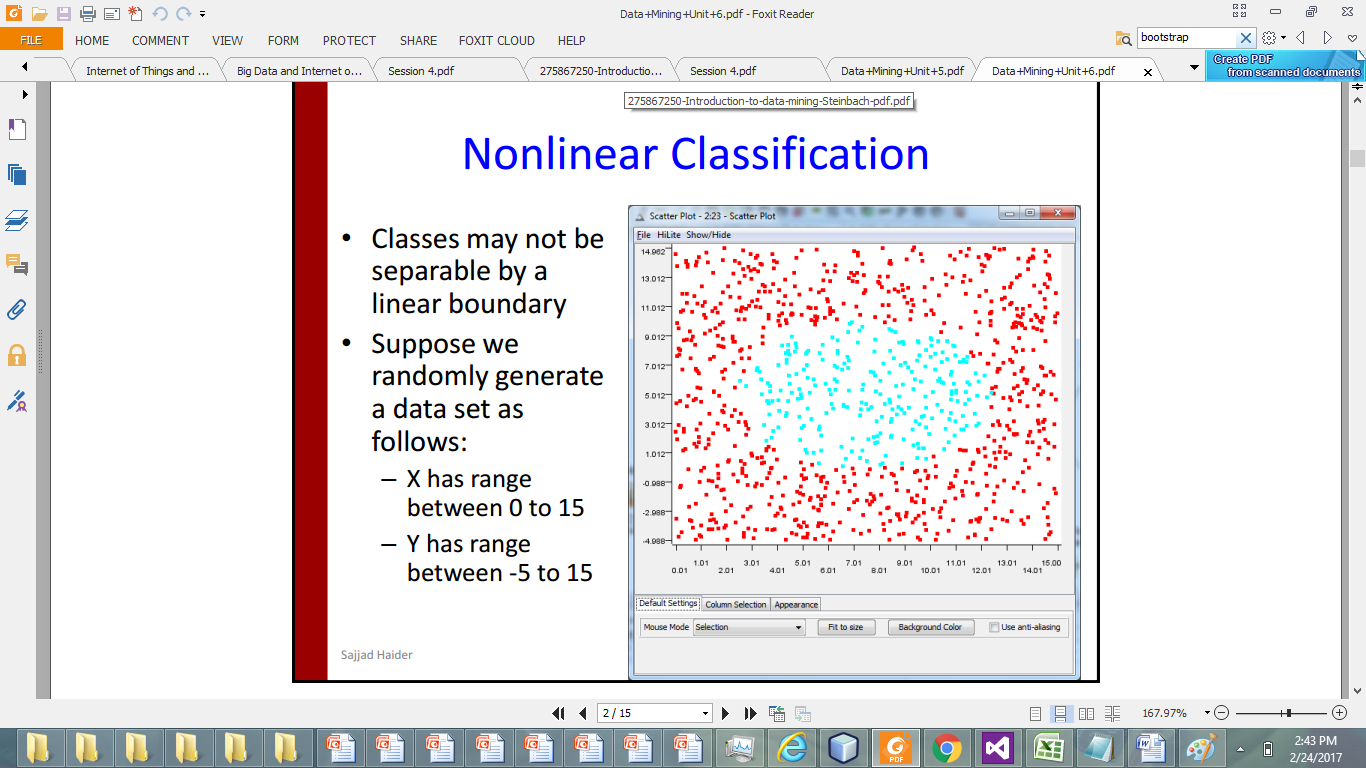 Data+Mining+Unit+6.pdf - Foxit Reader
FILE HOME COMMENT VIEW FORM PROTECT SHARE FOXIT CLOUD HELP
bootstrap
Internet of Things and ... Big Data and Internet o... Session 4.pdf 275867250-Introductio... Session 4.pdf Data+Mining+Unit+5.pdf Data+Mining+Unit+6.pdf
Create PDF
from scanned documents
275867250-Introduction-to-data-mining-Steinbach-pdf.pdf
Nonlinear Classification
• Classes may not be
separable by a
linear boundary
• Suppose we
randomly generate
a data set as
follows:
– X has range
between 0 to 15
– Y has range
between -5 to 15
Sajjad Haider
Scatter Plot - 2:23 - Scatter Plot
File HiLite Show/Hide
14.962
13.012
11.012
9.012
7.012
5.012
3.012
1.012
-0.988
-2.988
-4.988
1.01 3.01 5.01 7.01 9.01 11.01 13.01 15.00
0.01 2.01 4.01 6.01 8.01 10.01 12.01 14.01
Default Settings Column Selection Appearance
Mouse Mode Selection Fit to size Background Color Use anti-aliasing
2 / 15
167.97%
PDF
2:43 PM
2/24/2017